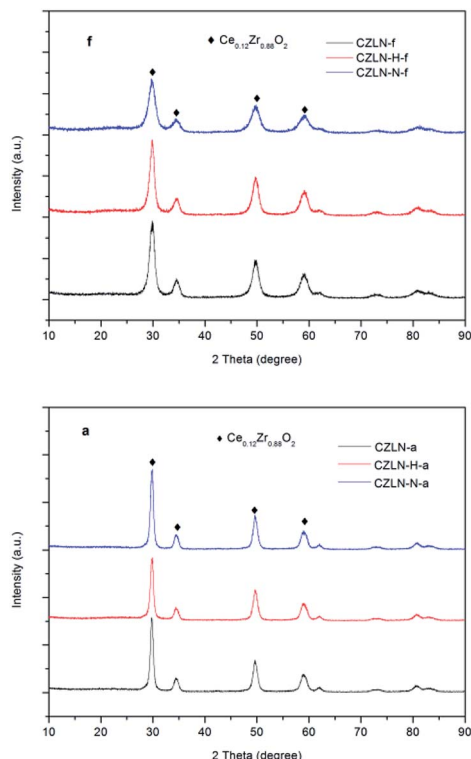 f
◆ Ce0.12Zr0.88O2
CZLN-f
CZLN-H-f
CZLN-N-f
Intensity (a.u.)
10 20 30 40 50 60 70 80 90
2 Theta (degree)
a
◆ Ce0.12Zr0.88O2
CZLN-a
CZLN-H-a
CZLN-N-a
Intensity (a.u.)
10 20 30 40 50 60 70 80 90
2 Theta (degree)